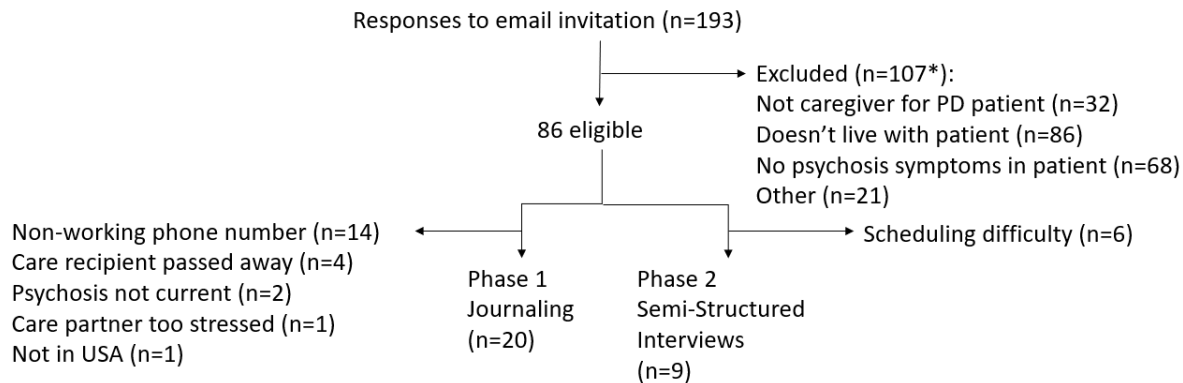 Responses to email invitation (n=193)
Excluded (n=107*):
Not caregiver for PD patient (n=32)
Doesn’t live with patient (n=86)
No psychosis symptoms in patient (n=68)
Other (n=21)
86 eligible
Non-working phone number (n=14)
Care recipient passed away (n=4)
Psychosis not current (n=2)
Care partner too stressed (n=1)
Not in USA (n=1)
Phase 1
Journaling
(n=20)
Phase 2
Semi-Structured
Interviews
(n=9)
Scheduling difficulty (n=6)